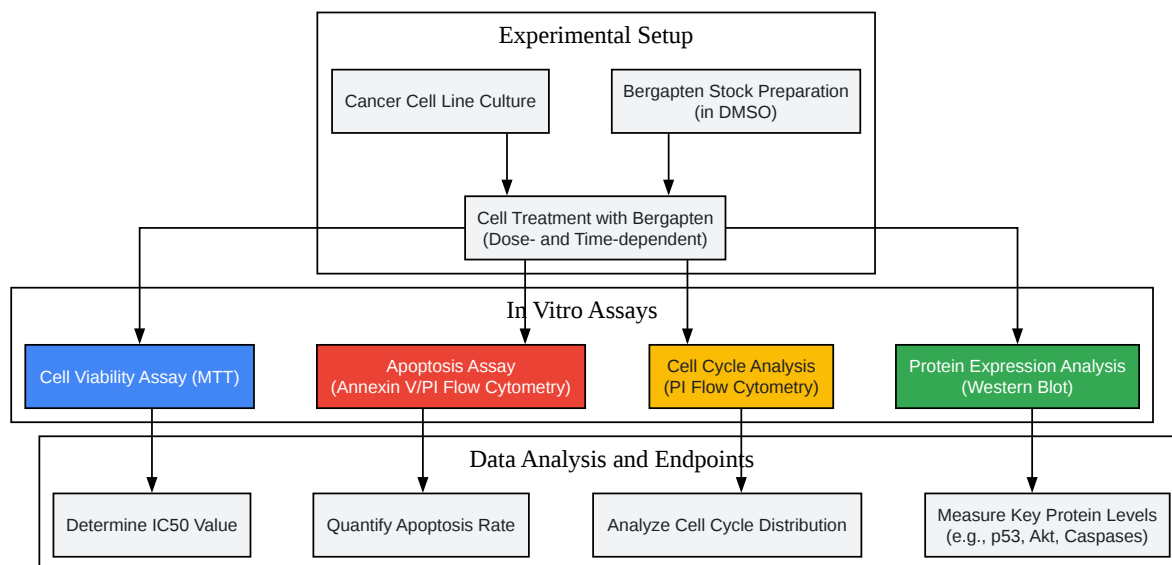 Experimental Setup
Cancer Cell Line Culture
Bergapten Stock Preparation
(in DMSO)
Cell Treatment with Bergapten
(Dose- and Time-dependent)
In Vitro Assays
Cell Viability Assay (MTT)
Apoptosis Assay
(Annexin V/PI Flow Cytometry)
Cell Cycle Analysis
(PI Flow Cytometry)
Protein Expression Analysis
(Western Blot)
Data Analysis and Endpoints
Determine IC50 Value
Quantify Apoptosis Rate
Analyze Cell Cycle Distribution
Measure Key Protein Levels
(e.g., p53, Akt, Caspases)